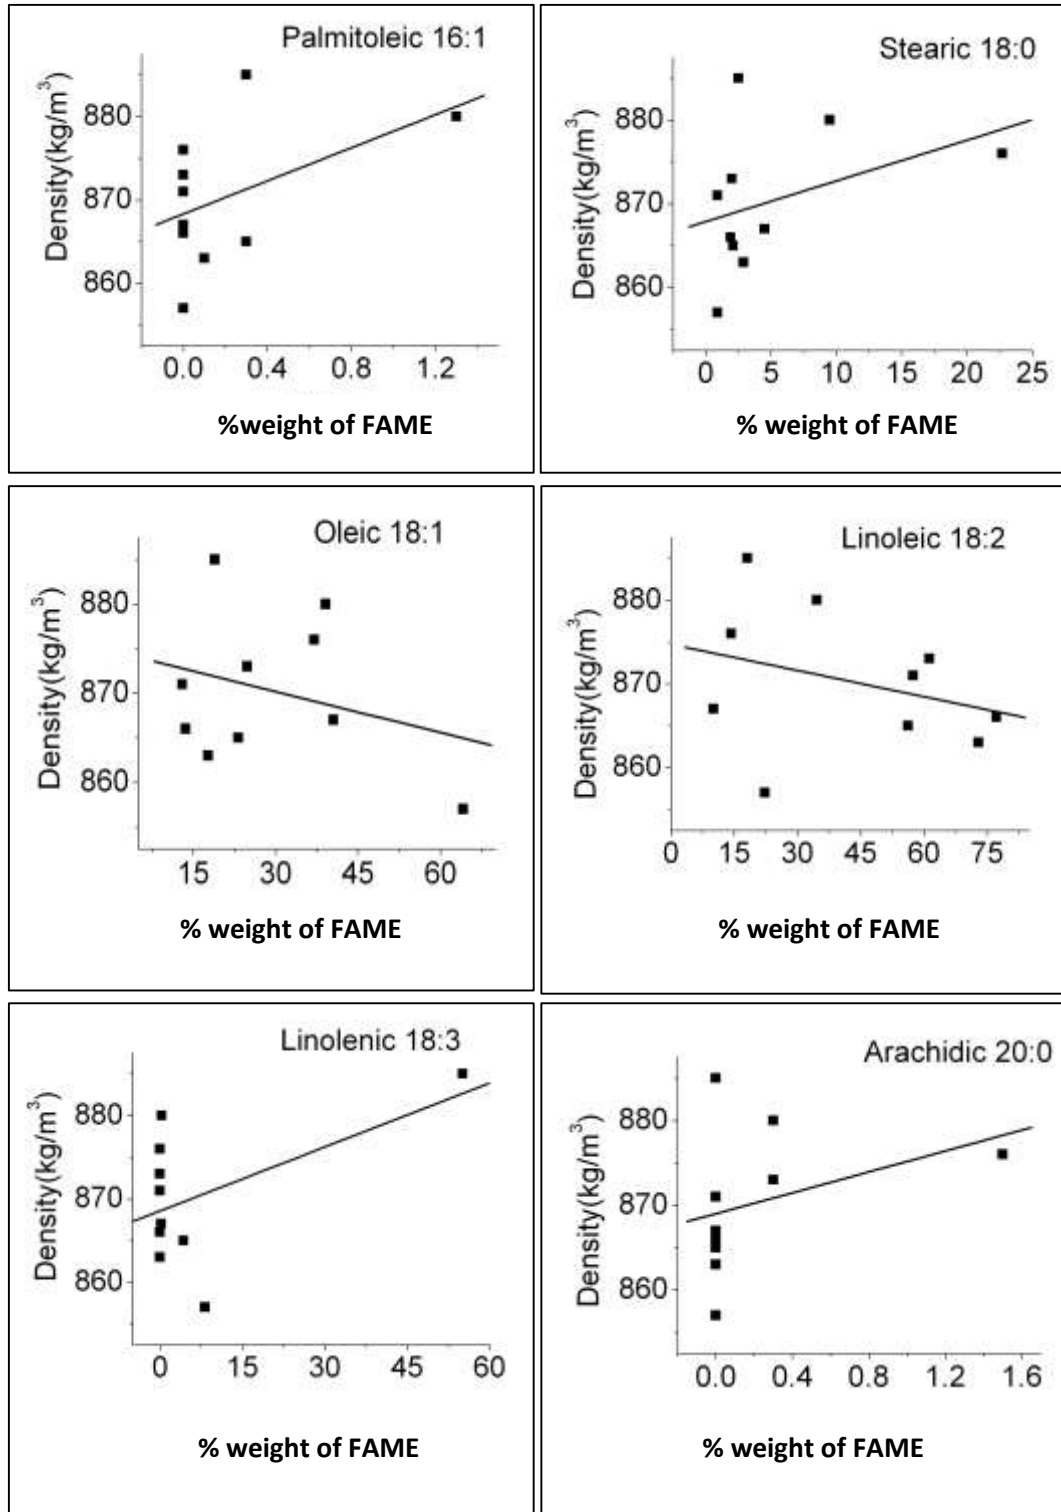 Palmitoleic 16:1
Density(kg/m³)
880
870
860
0.0 0.4 0.8 1.2
%weight of FAME
Stearic 18:0
Density(kg/m³)
880
870
860
0 5 10 15 20 25
% weight of FAME
Oleic 18:1
Density(kg/m³)
880
870
860
15 30 45 60
% weight of FAME
Linoleic 18:2
Density(kg/m³)
880
870
860
0 15 30 45 60 75
% weight of FAME
Linolenic 18:3
Density(kg/m³)
880
870
860
0 15 30 45 60
% weight of FAME
Arachidic 20:0
Density(kg/m³)
880
870
860
0.0 0.4 0.8 1.2 1.6
% weight of FAME